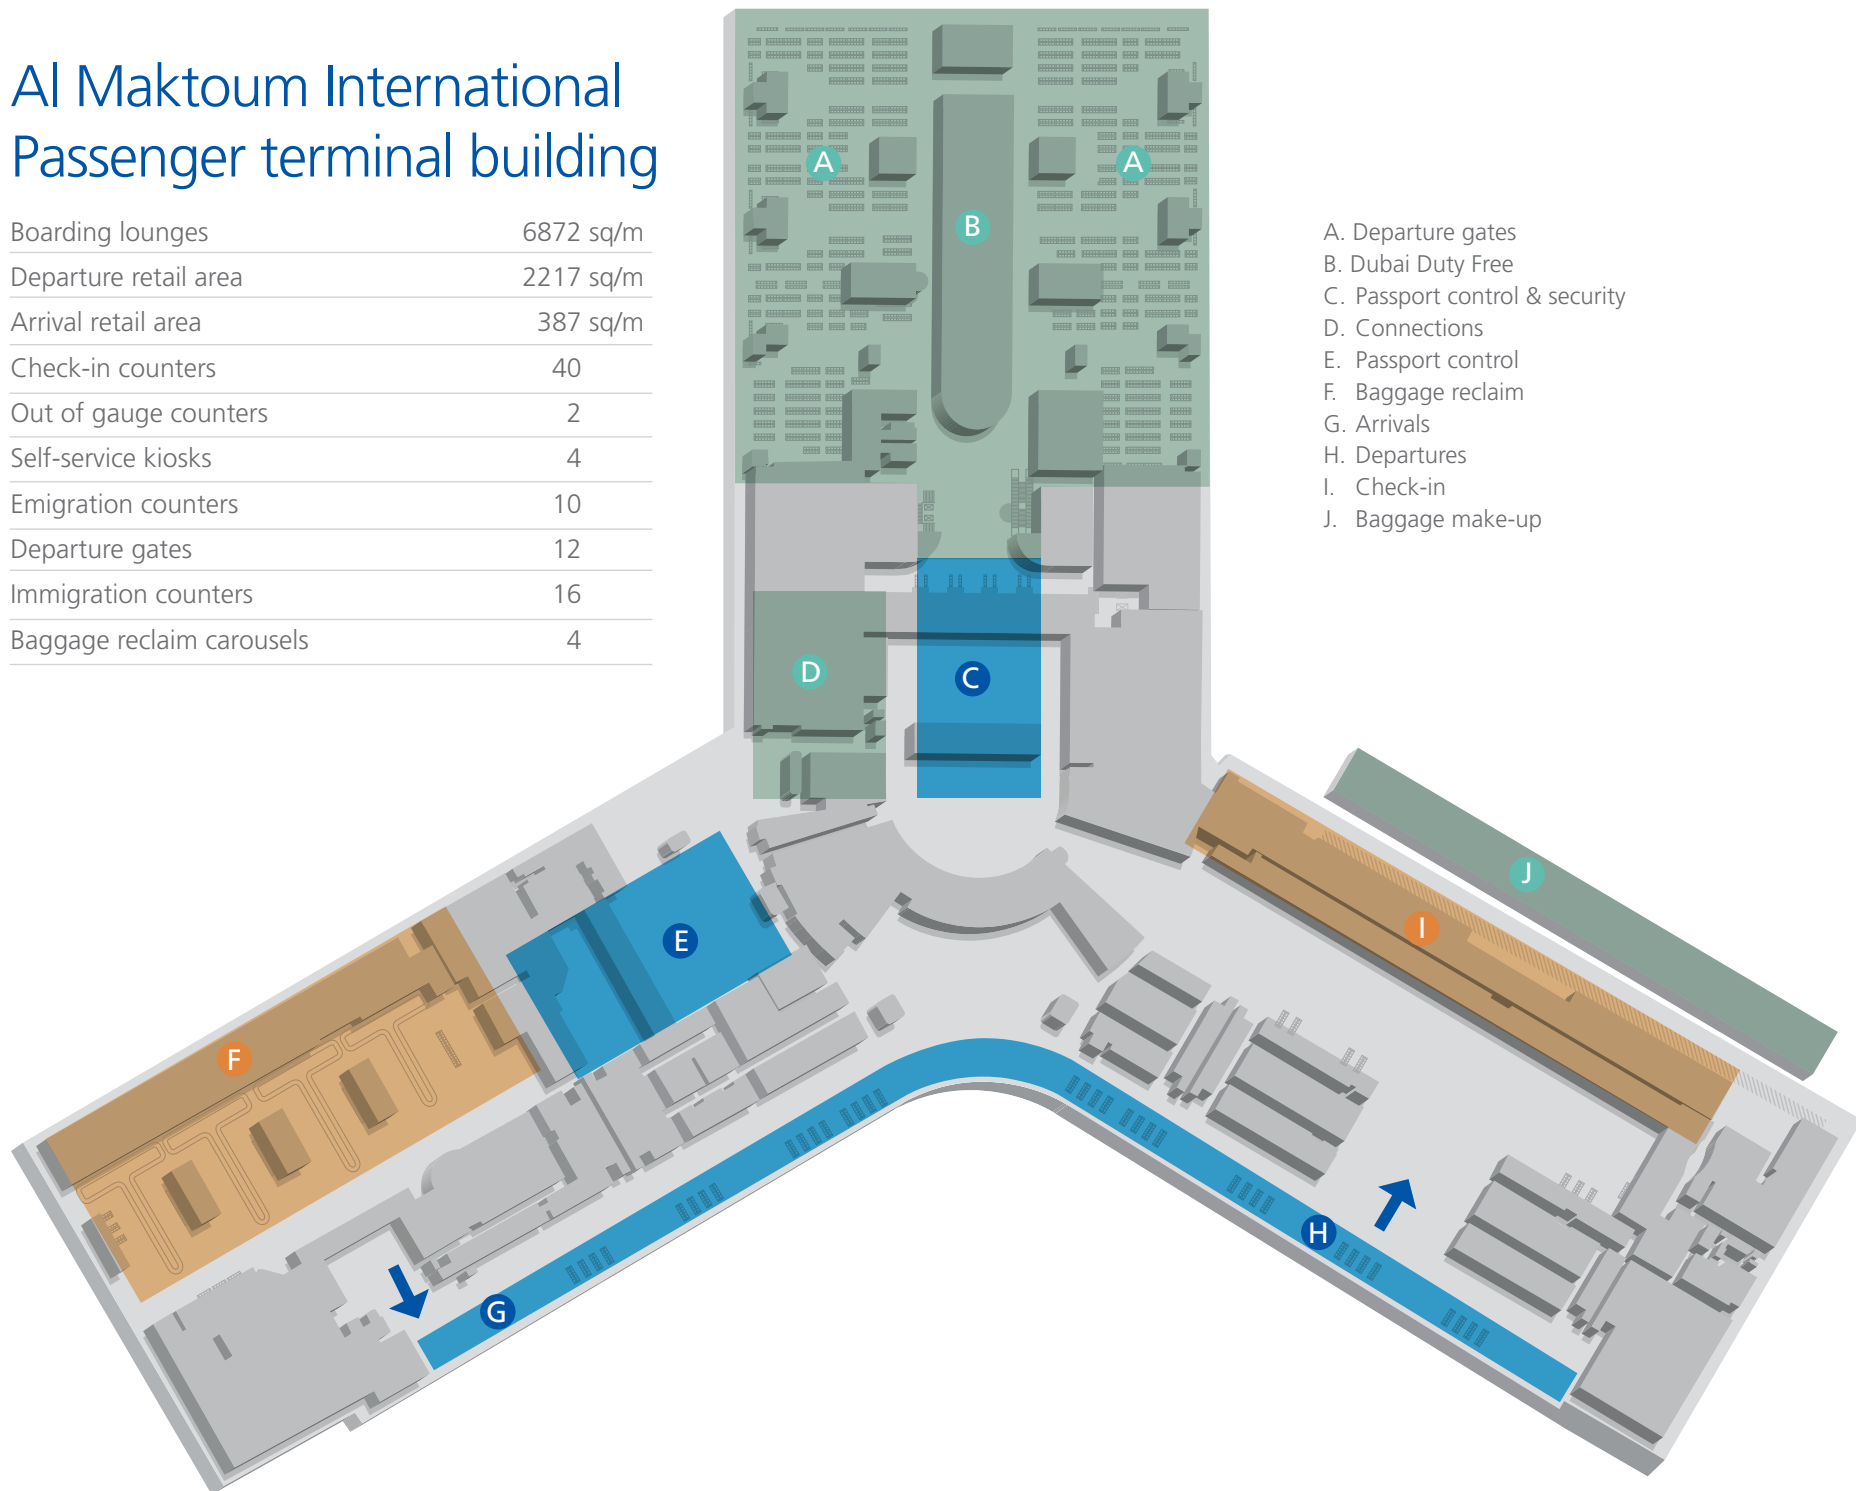 Al Maktoum International
Passenger terminal building
Boarding lounges 6872 sq/m
Departure retail area 2217 sq/m
Arrival retail area 387 sq/m
Check-in counters 40
Out of gauge counters 2
Self-service kiosks 4
Emigration counters 10
Departure gates 12
Immigration counters 16
Baggage reclaim carousels 4
A. Departure gates
B. Dubai Duty Free
C. Passport control & security
D. Connections
E. Passport control
F. Baggage reclaim
G. Arrivals
H. Departures
I. Check-in
J. Baggage make-up
A
A
B
D
C
J
I
E
F
H
G